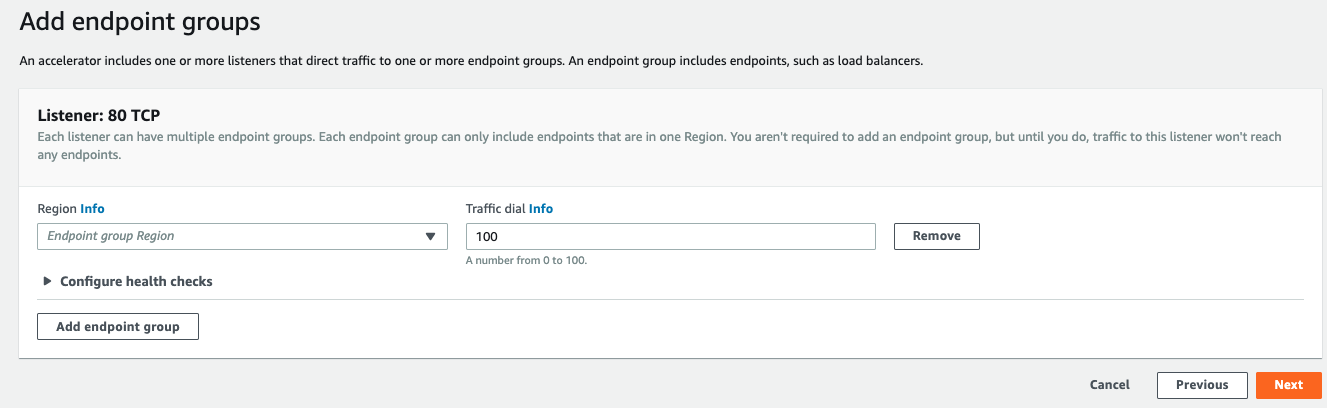 Add endpoint groups
An accelerator includes one or more listeners that direct traffic to one or more endpoint groups. An endpoint group includes endpoints, such as load balancers.
Listener: 80 TCP
Each listener can have multiple endpoint groups. Each endpoint group can only include endpoints that are in one Region. You aren't required to add an endpoint group, but until you do, traffic to this listener won't reach
any endpoints.
Region Info
Traffic dial Info
Endpoint group Region
100
Remove
A number from 0 to 100.
Configure health checks
Add endpoint group
Cancel
Previous
Next